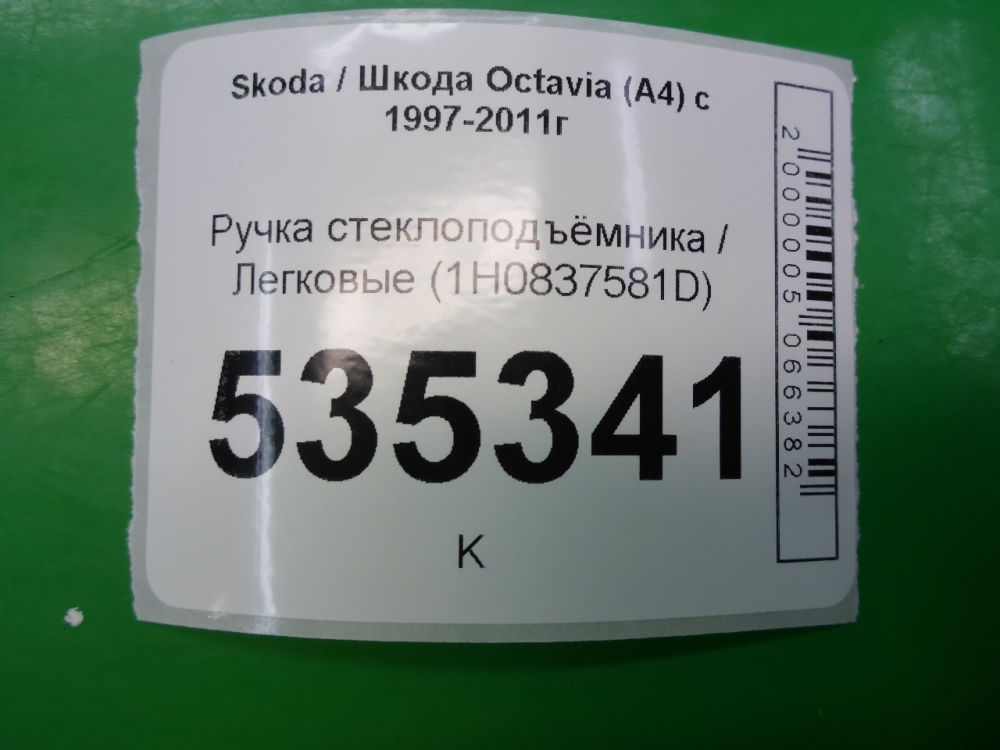 Skoda / Шкода Octavia (A4) с
1997-2011г
Ручка стеклоподъёмника /
Легковые (1H0837581D)
535341
К
2000005066382